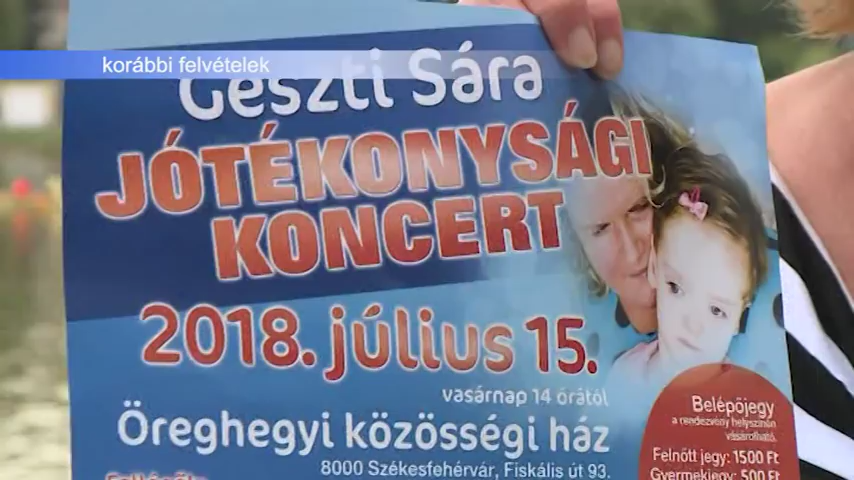 korábbi felvételek
Geszti Sára
JÓTÉKONYSÁGI
KONCERT
2018. július 15.
vasárnap 14 órától
Öreghegyi közösségi ház
8000 Székesfehérvár, Fiskális út 93.
Belépőjegy
a rendezvény helyszínén
vásárolható.
Felnőtt jegy: 1500 Ft
Gyermekjegy: 500 Ft